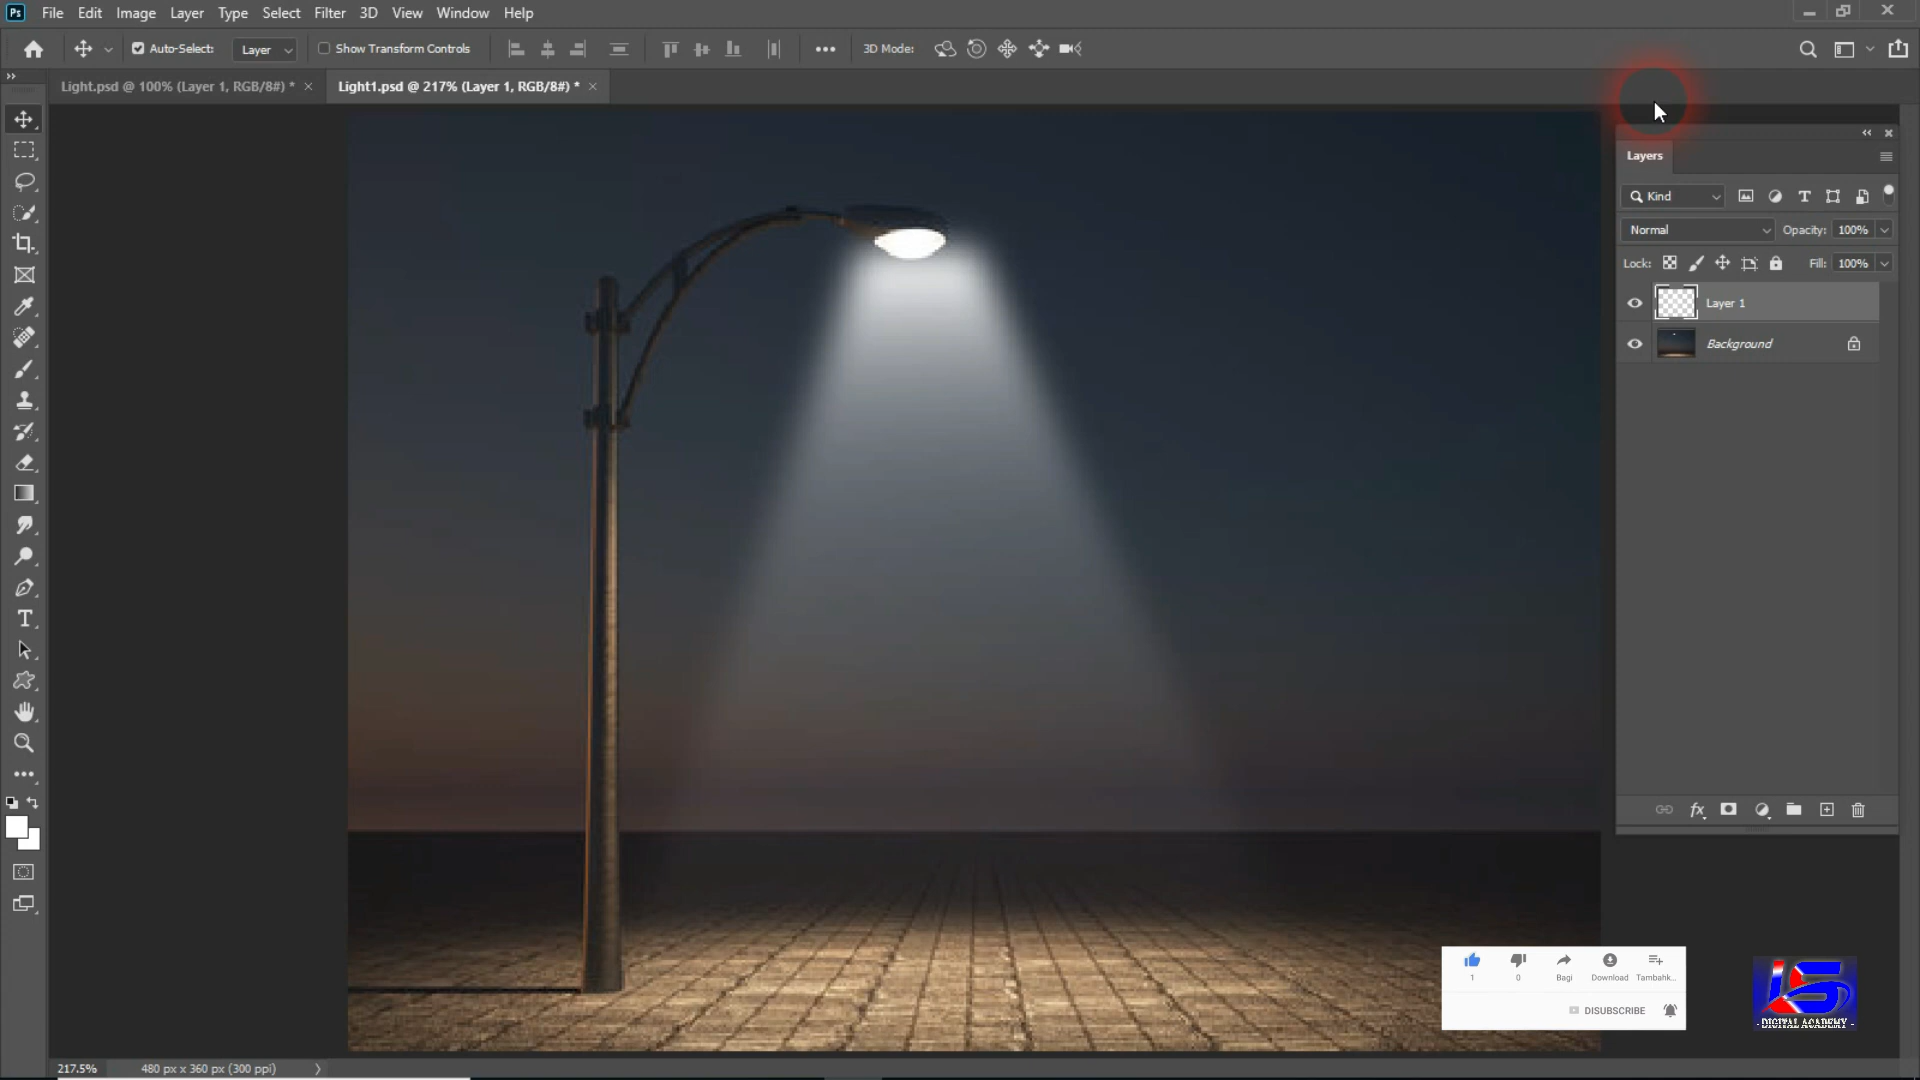 Ps File Edit Image Layer Type Select Filter 3D View Window Help
Auto-Select: Layer Show Transform Controls 3D Mode:
Light.psd @ 100% (Layer 1, RGB/8#) * Light1.psd @ 217% (Layer 1, RGB/8#) *
Layers
Kind
Normal Opacity: 100%
Lock: Fill: 100%
Layer 1
Background
fx
1 0 Bagi Download Tambahk...
DISUBSCRIBE
LS
- DIGITAL ACADEMY -
217.5% 480 px x 360 px (300 ppi)